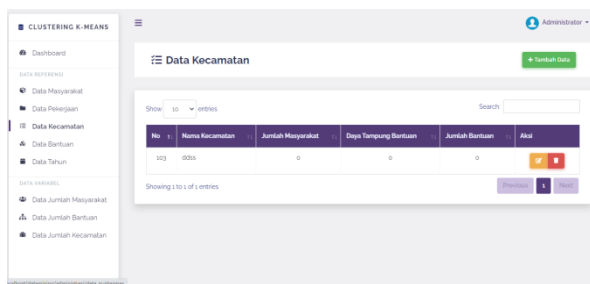 CLUSTERING K-MEANS
Administrator
Dashboard
DATA REFERENSI
Data Masyarakat
Data Pekerjaan
Data Kecamatan
Data Bantuan
Data Tahun
DATA VARIABEL
Data Jumlah Masyarakat
Data Jumlah Bantuan
Data Jumlah Kecamatan
Data Kecamatan
+ Tambah Data
Show 10 entries
Search:
No Nama Kecamatan Jumlah Masyarakat Daya Tampung Bantuan Jumlah Bantuan Aksi
103 ddss 0 0 0
Showing 1 to 1 of 1 entries
Previous 1 Next